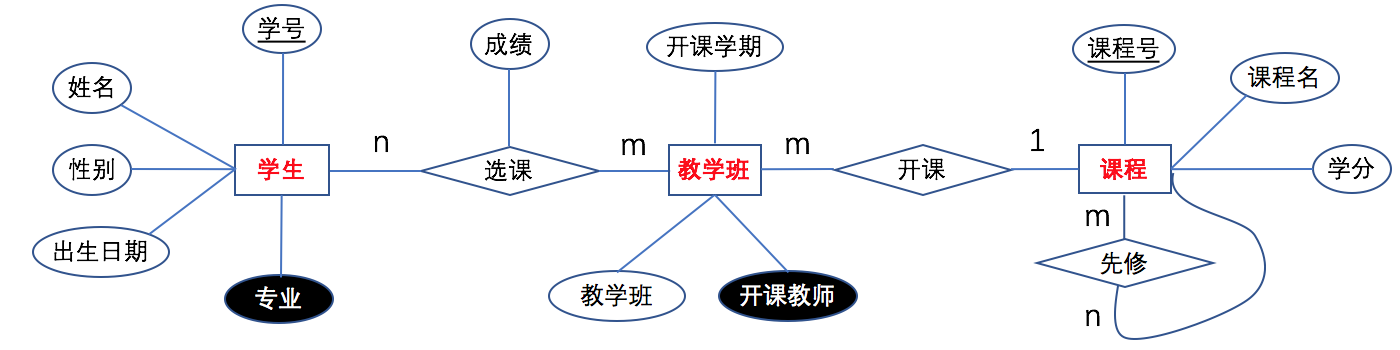 学号
成绩
开课学期
课程号
姓名
课程名
n
m
m
1
性别
学生
选课
教学班
开课
课程
学分
m
出生日期
先修
专业
教学班
开课教师
n